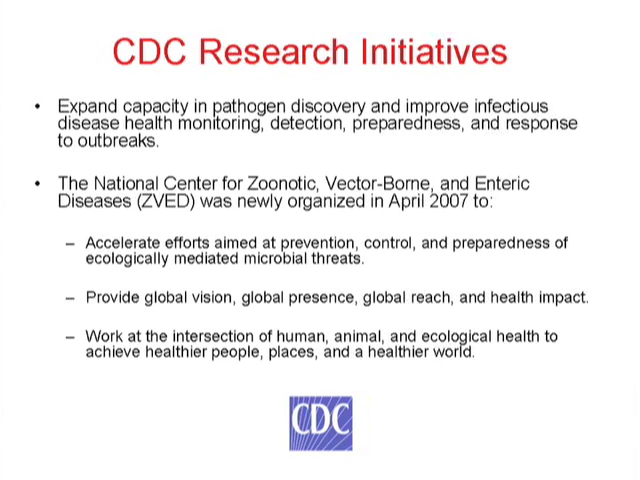 CDC Research Initiatives
• Expand capacity in pathogen discovery and improve infectious
disease health monitoring, detection, preparedness, and response
to outbreaks.
• The National Center for Zoonotic, Vector-Borne, and Enteric
Diseases (ZVED) was newly organized in April 2007 to:
– Accelerate efforts aimed at prevention, control, and preparedness of
ecologically mediated microbial threats.
– Provide global vision, global presence, global reach, and health impact.
– Work at the intersection of human, animal, and ecological health to
achieve healthier people, places, and a healthier world.
CDC